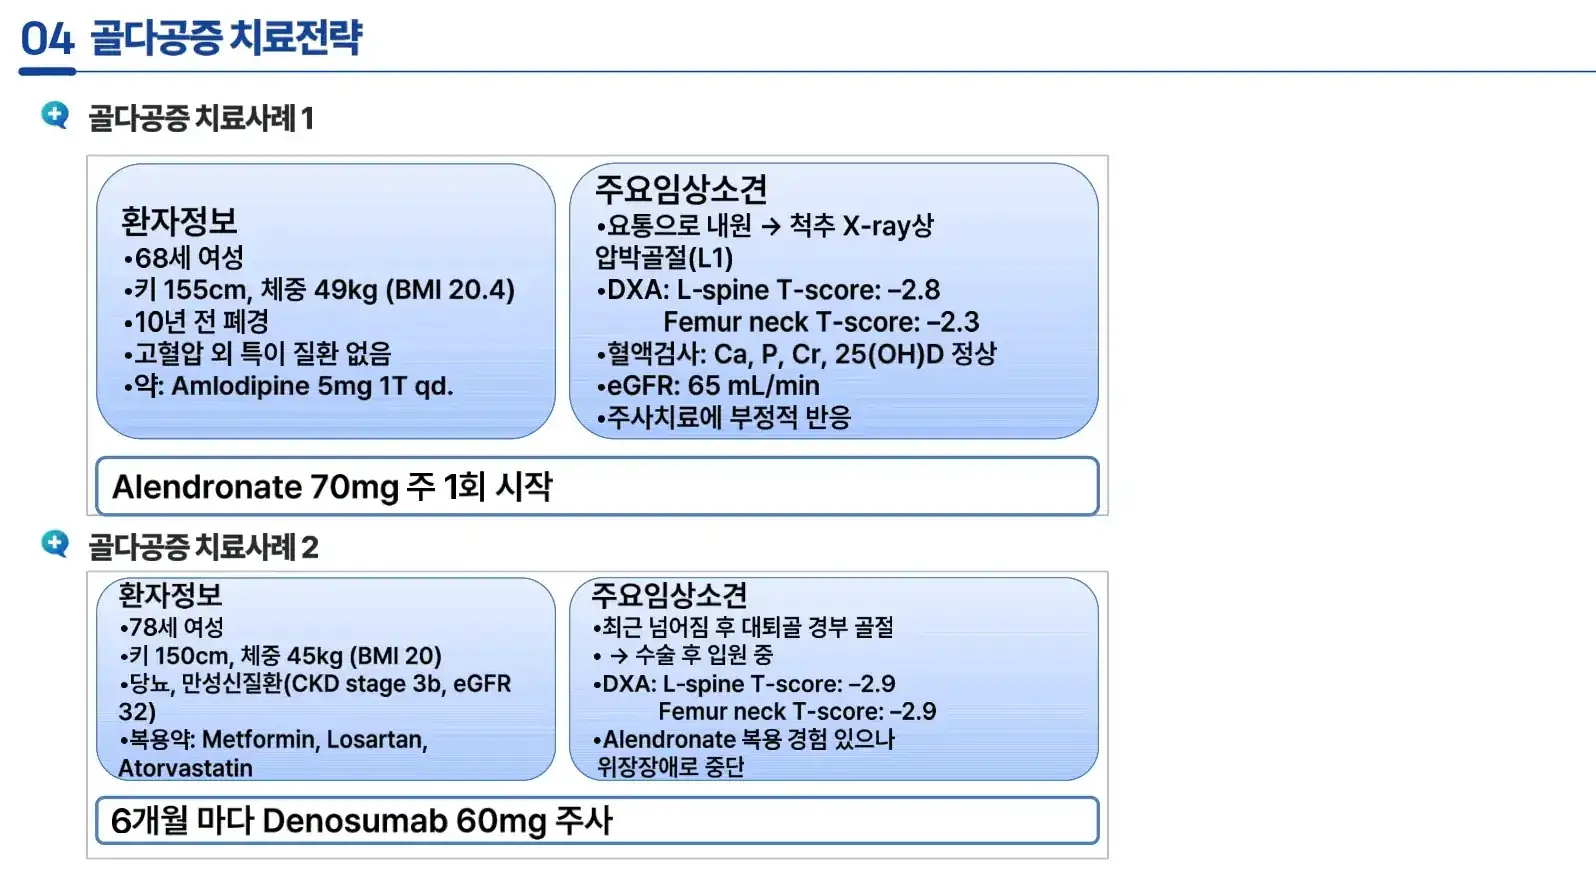 04 골다공증 치료전략
골다공증 치료사례 1
환자정보
•68세 여성
•키 155cm, 체중 49kg (BMI 20.4)
•10년 전 폐경
•고혈압 외 특이 질환 없음
•약: Amlodipine 5mg 1T qd.
주요임상소견
•요통으로 내원 → 척추 X-ray상
압박골절(L1)
•DXA: L-spine T-score: –2.8
Femur neck T-score: –2.3
•혈액검사: Ca, P, Cr, 25(OH)D 정상
•eGFR: 65 mL/min
•주사치료에 부정적 반응
Alendronate 70mg 주 1회 시작
골다공증 치료사례 2
환자정보
•78세 여성
•키 150cm, 체중 45kg (BMI 20)
•당뇨, 만성신질환(CKD stage 3b, eGFR
32)
•복용약: Metformin, Losartan,
Atorvastatin
주요임상소견
•최근 넘어짐 후 대퇴골 경부 골절
• → 수술 후 입원 중
•DXA: L-spine T-score: –2.9
Femur neck T-score: –2.9
•Alendronate 복용 경험 있으나
위장장애로 중단
6개월 마다 Denosumab 60mg 주사